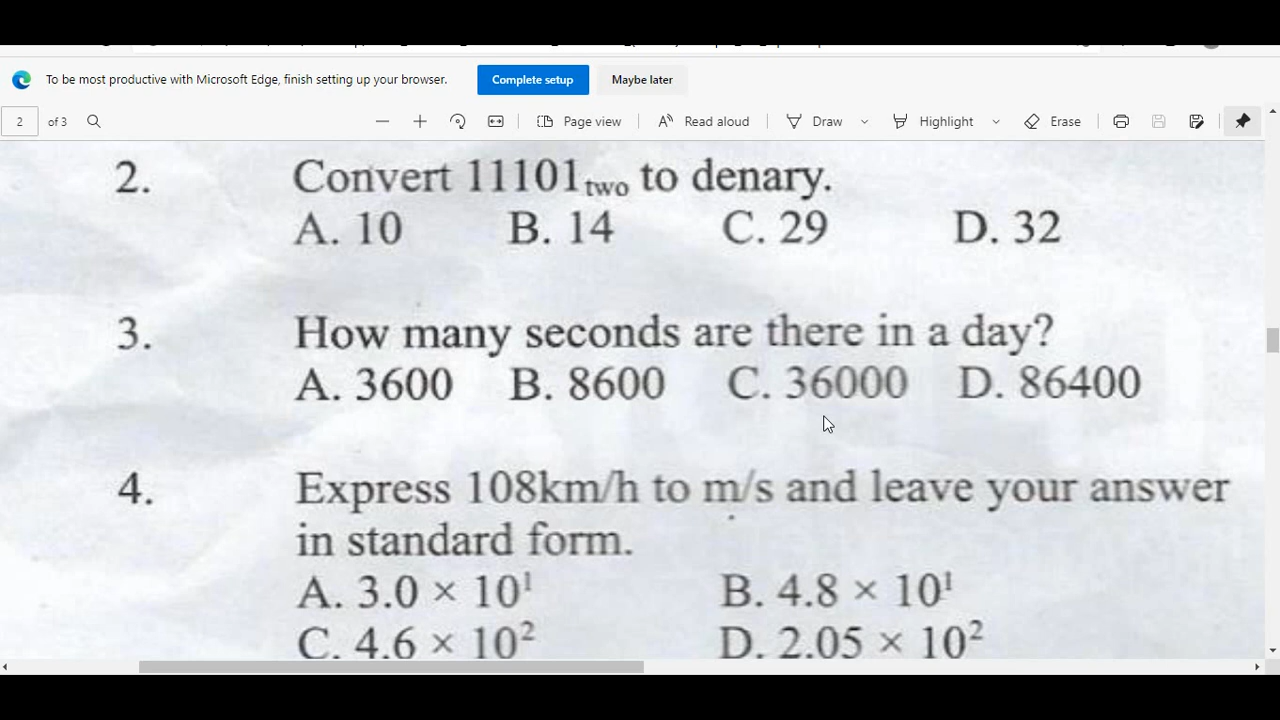 To be most productive with Microsoft Edge, finish setting up your browser. Complete setup Maybe later
2 of 3 Page view Read aloud Draw Highlight Erase
2. Convert 11101two to denary.
A. 10 B. 14 C. 29 D. 32
3. How many seconds are there in a day?
A. 3600 B. 8600 C. 36000 D. 86400
4. Express 108km/h to m/s and leave your answer
in standard form.
A. 3.0 × 10¹ B. 4.8 × 10¹
C. 4.6 × 10² D. 2.05 × 10²